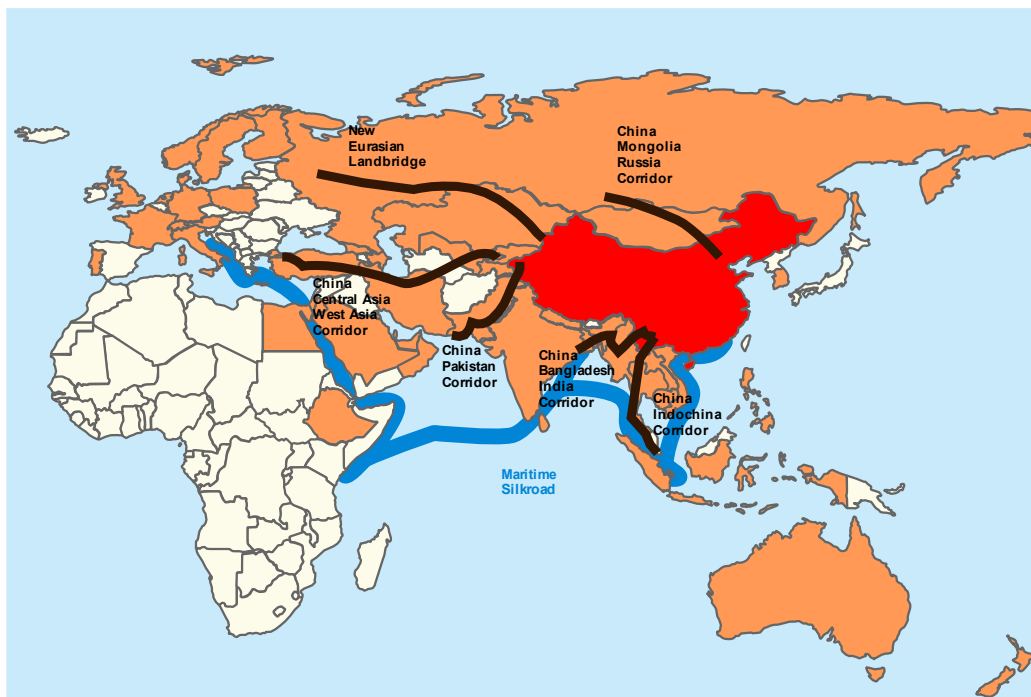 New
Eurasian
Landbridge
China
Mongolia
Russia
Corridor
China
Central Asia
West Asia
Corridor
China
Pakistan
Corridor
China
Bangladesh
India
Corridor
China
Indochina
Corridor
Maritime
Silkroad